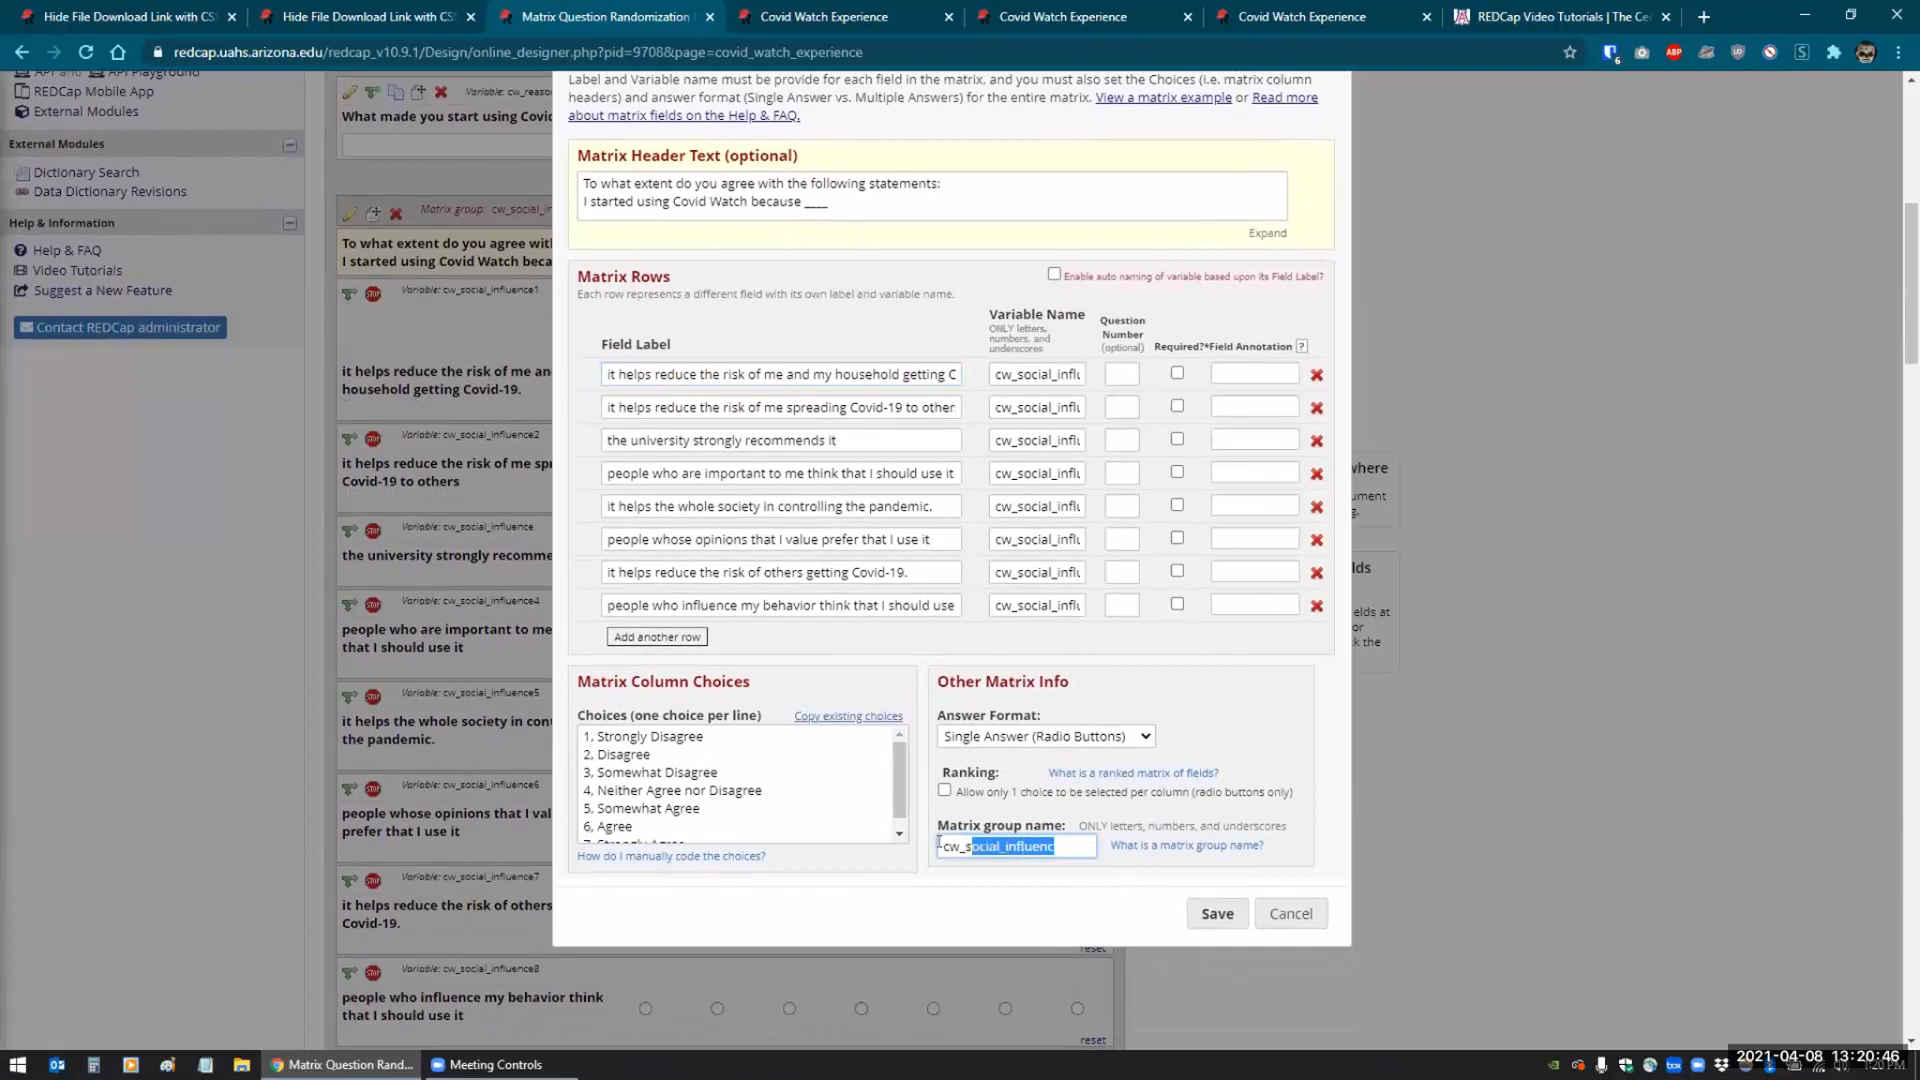 Hide File Download Link with CSS
Hide File Download Link with CSS
Matrix Question Randomization
Covid Watch Experience
Covid Watch Experience
Covid Watch Experience
REDCap Video Tutorials | The Ce
redcap.uahs.arizona.edu/redcap_v10.9.1/Design/online_designer.php?pid=9708&page=covid_watch_experience
API and API Playground
REDCap Mobile App
External Modules
External Modules
Dictionary Search
Data Dictionary Revisions
Help & Information
Help & FAQ
Video Tutorials
Suggest a New Feature
Contact REDCap administrator
Variable: cw_reaso
What made you start using Covid
Matrix group: cw_social_in
To what extent do you agree with
I started using Covid Watch beca
Variable: cw_social_influence1
it helps reduce the risk of me and
household getting Covid-19.
Variable: cw_social_influence2
it helps reduce the risk of me spre
Covid-19 to others
Variable: cw_social_influence
the university strongly recomme
Variable: cw_social_influence4
people who are important to me
that I should use it
Variable: cw_social_influence5
it helps the whole society in cont
the pandemic.
Variable: cw_social_influence6
people whose opinions that I val
prefer that I use it
Variable: cw_social_influence7
it helps reduce the risk of others
Covid-19.
reset
Variable: cw_social_influence8
people who influence my behavior think
that I should use it
reset
Label and Variable name must be provide for each field in the matrix, and you must also set the Choices (i.e. matrix column
headers) and answer format (Single Answer vs. Multiple Answers) for the entire matrix. View a matrix example or Read more
about matrix fields on the Help & FAQ.
Matrix Header Text (optional)
To what extent do you agree with the following statements:
I started using Covid Watch because ____
Expand
Matrix Rows
Enable auto naming of variable based upon its Field Label?
Each row represents a different field with its own label and variable name.
Field Label
Variable Name
ONLY letters,
numbers, and
underscores
Question
Number
(optional)
Required?*
Field Annotation ?
it helps reduce the risk of me and my household getting C
cw_social_influ
it helps reduce the risk of me spreading Covid-19 to other
cw_social_influ
the university strongly recommends it
cw_social_influ
people who are important to me think that I should use it
cw_social_influ
it helps the whole society in controlling the pandemic.
cw_social_influ
people whose opinions that I value prefer that I use it
cw_social_influ
it helps reduce the risk of others getting Covid-19.
cw_social_influ
people who influence my behavior think that I should use
cw_social_influ
Add another row
Matrix Column Choices
Choices (one choice per line)
Copy existing choices
1, Strongly Disagree
2, Disagree
3, Somewhat Disagree
4, Neither Agree nor Disagree
5, Somewhat Agree
6, Agree
7, Strongly Agree
How do I manually code the choices?
Other Matrix Info
Answer Format:
Single Answer (Radio Buttons)
Ranking:
What is a ranked matrix of fields?
Allow only 1 choice to be selected per column (radio buttons only)
Matrix group name:
ONLY letters, numbers, and underscores
cw_social_influenc
What is a matrix group name?
Save
Cancel
where
ument
g.
lds
elds at
or
k the
Matrix Question Rand...
Meeting Controls
2021-04-08 13:20:46